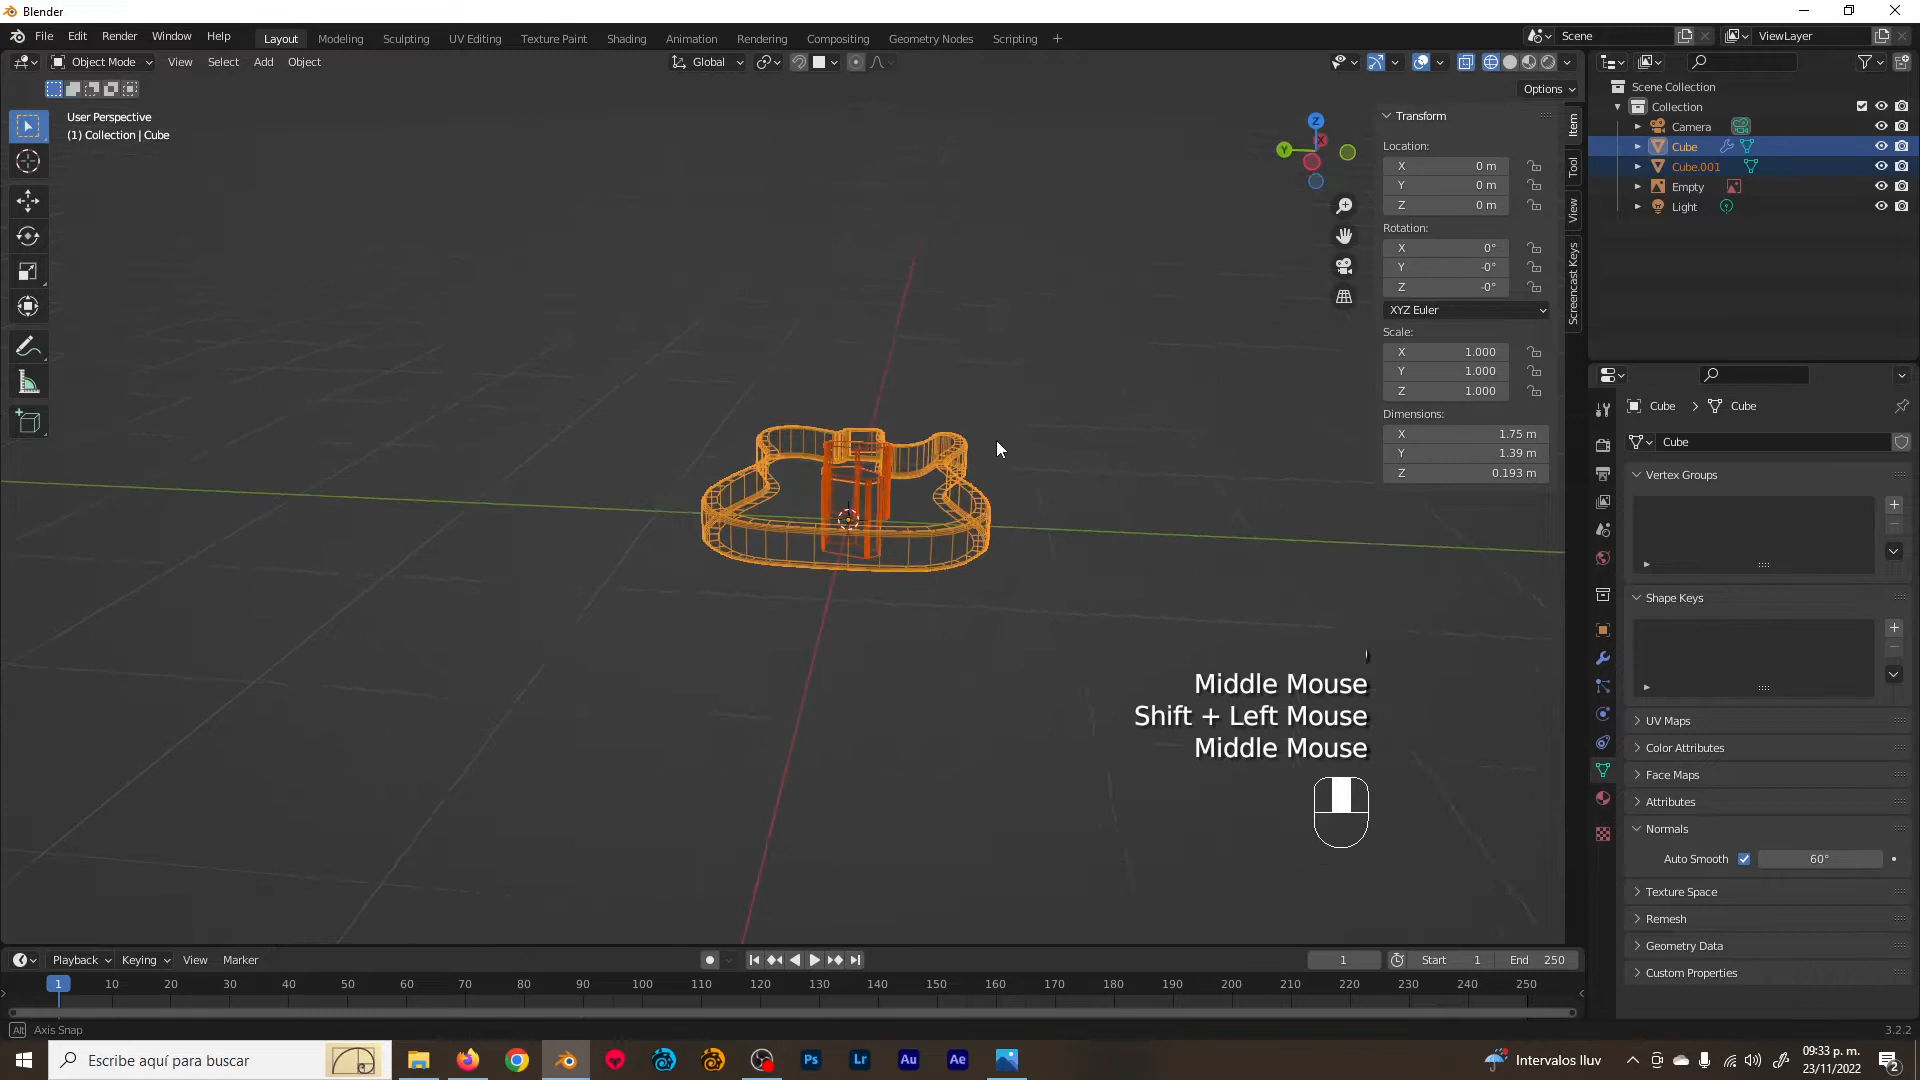 Blender
File Edit Render Window Help
Layout Modeling Sculpting UV Editing Texture Paint Shading Animation Rendering Compositing Geometry Nodes Scripting +
Scene
ViewLayer
Object Mode View Select Add Object
Global
Options
User Perspective
(1) Collection | Cube
Z
X
Y
Transform
Location:
X 0 m
Y 0 m
Z 0 m
Rotation:
X 0°
Y -0°
Z -0°
XYZ Euler
Scale:
X 1.000
Y 1.000
Z 1.000
Dimensions:
X 1.75 m
Y 1.39 m
Z 0.193 m
Item
Tool
View
Screencast Keys
Scene Collection
Collection
Camera
Cube
Cube.001
Empty
Light
Cube > Cube
Cube
Vertex Groups
Shape Keys
UV Maps
Color Attributes
Face Maps
Attributes
Normals
Auto Smooth 60°
Texture Space
Remesh
Geometry Data
Custom Properties
Middle Mouse
Shift + Left Mouse
Middle Mouse
Playback Keying View Marker
1 Start 1 End 250
1 10 20 30 40 50 60 70 80 90 100 110 120 130 140 150 160 170 180 190 200 210 220 230 240 250
Alt Axis Snap
3.2.2
Escribe aquí para buscar
Ps Lr Au Ae
Intervalos lluv
09:33 p. m.
23/11/2022
2